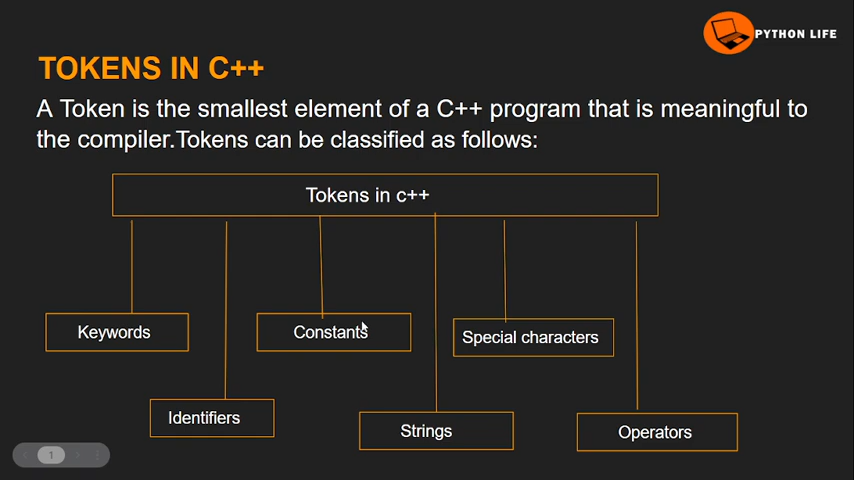 PYTHON LIFE
TOKENS IN C++
A Token is the smallest element of a C++ program that is meaningful to
the compiler.Tokens can be classified as follows:
Tokens in c++
Keywords
Constants
Special characters
Identifiers
Strings
Operators
1